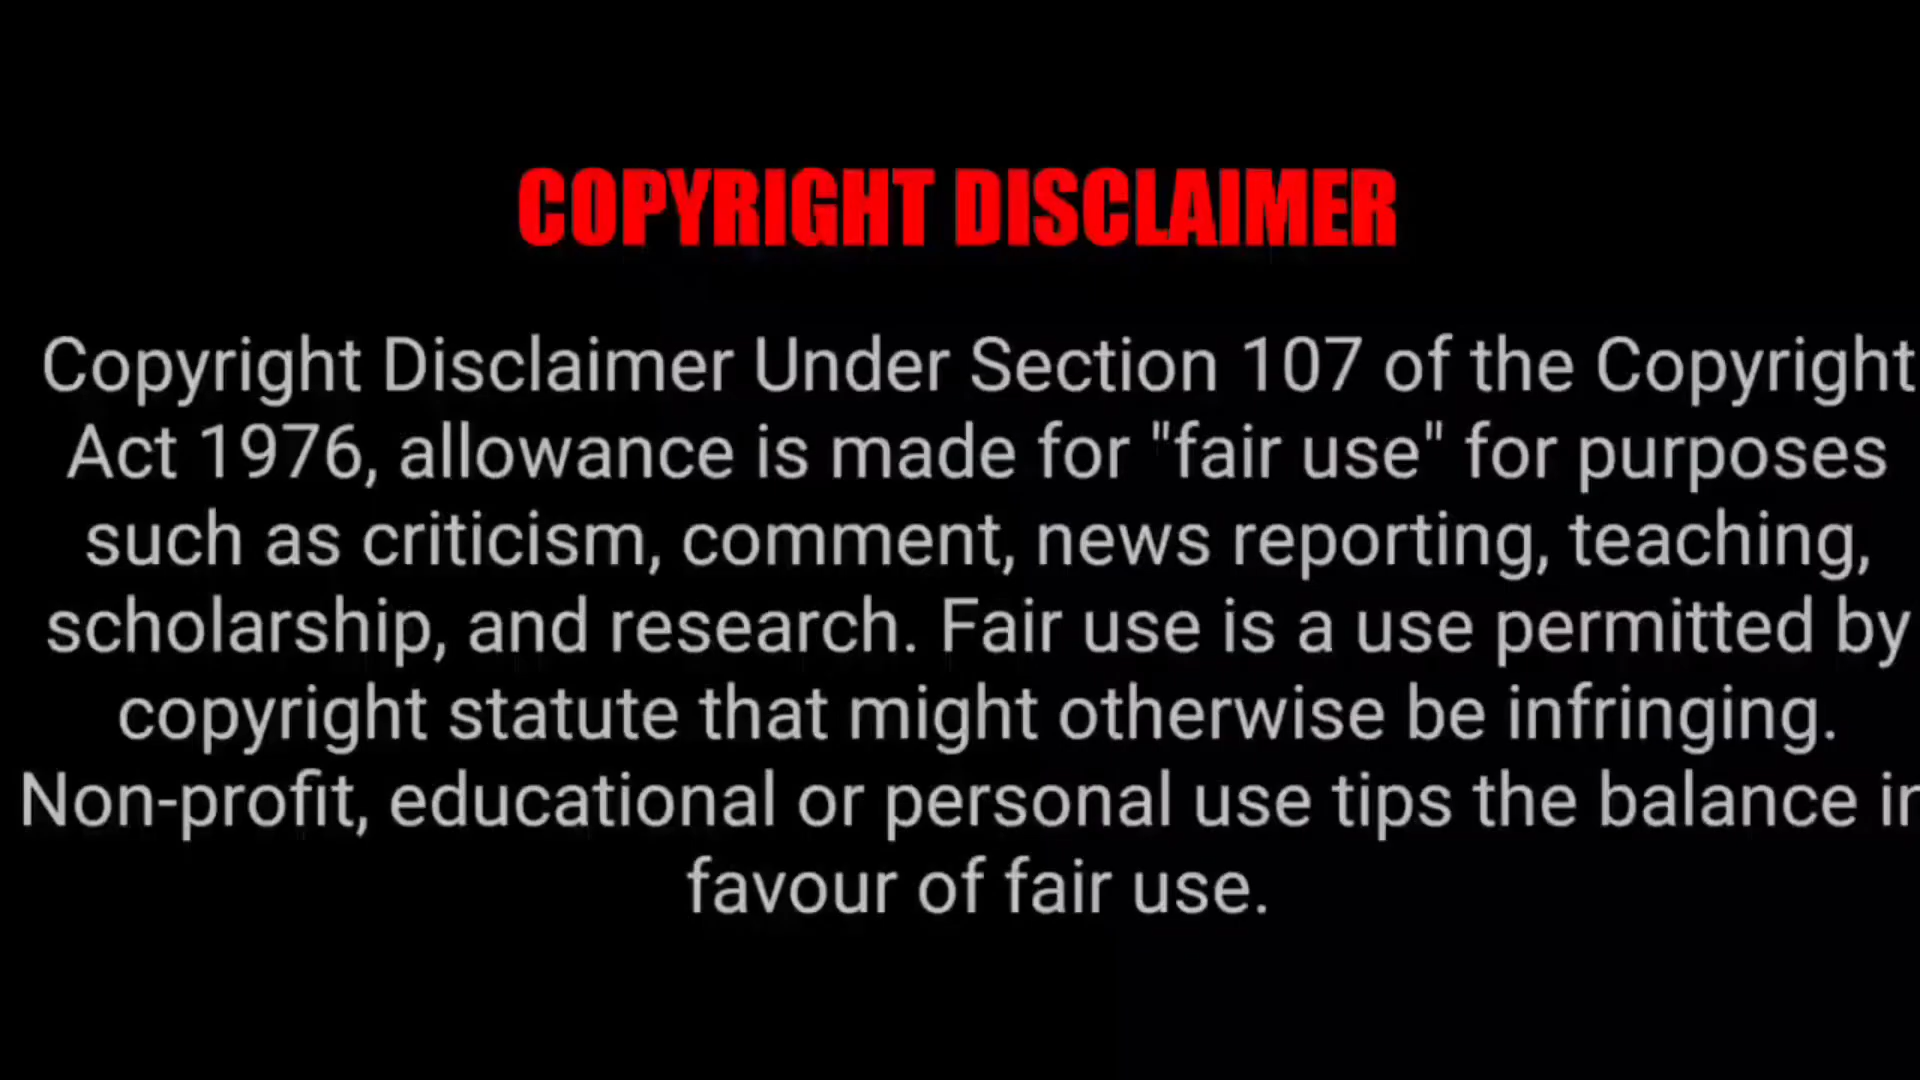 COPYRIGHT DISCLAIMER
Copyright Disclaimer Under Section 107 of the Copyright
Act 1976, allowance is made for "fair use" for purposes
such as criticism, comment, news reporting, teaching,
scholarship, and research. Fair use is a use permitted by
copyright statute that might otherwise be infringing.
Non-profit, educational or personal use tips the balance in
favour of fair use.